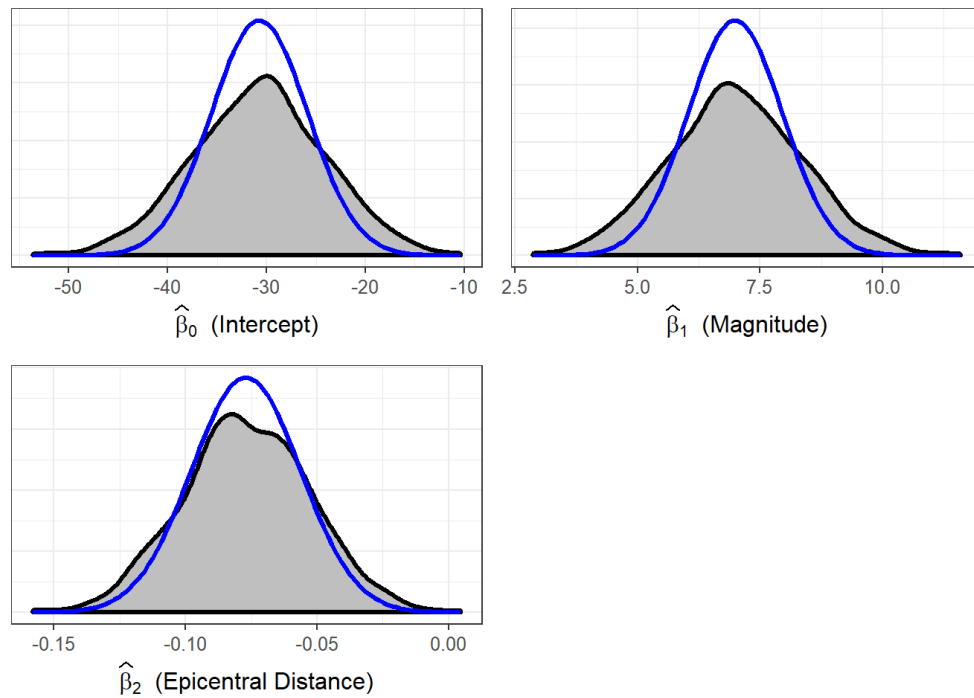 -50 -40 -30 -20 -10
β̂₀ (Intercept)
2.5 5.0 7.5 10.0
β̂₁ (Magnitude)
-0.15 -0.10 -0.05 0.00
β̂₂ (Epicentral Distance)